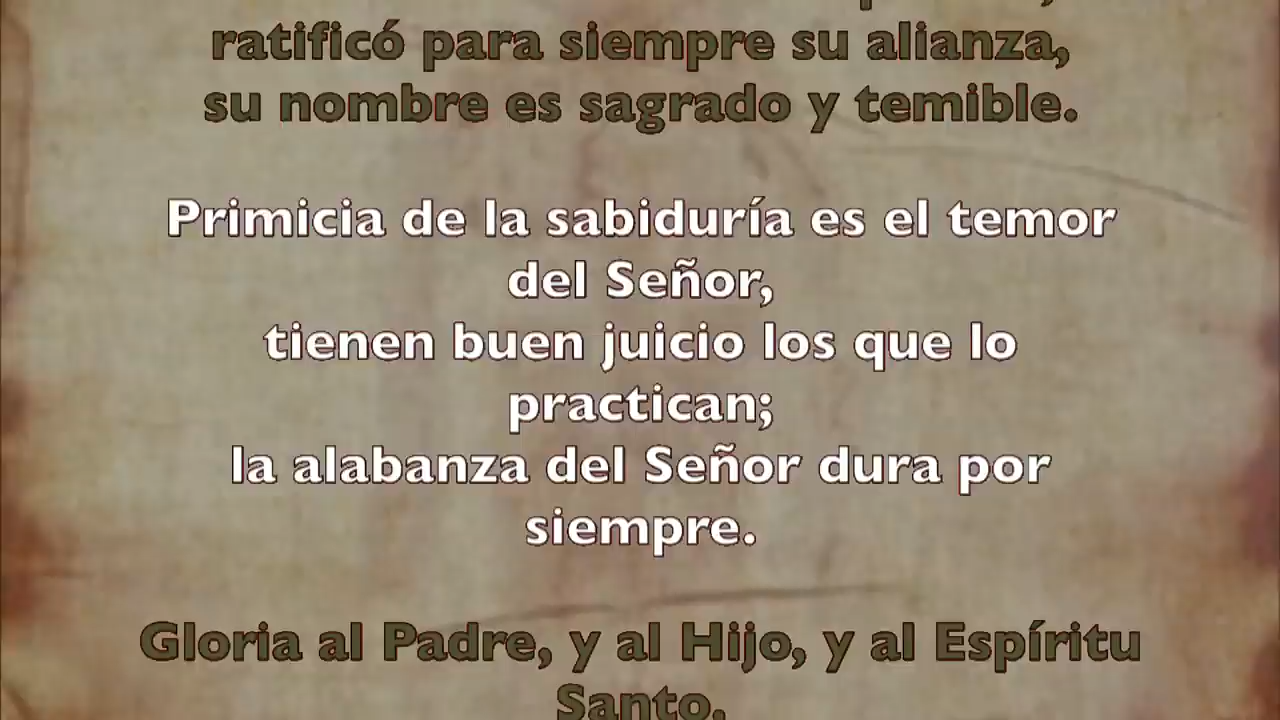 ratificó para siempre su alianza,
su nombre es sagrado y temible.
Primicia de la sabiduría es el temor
del Señor,
tienen buen juicio los que lo
practican;
la alabanza del Señor dura por
siempre.
Gloria al Padre, y al Hijo, y al Espíritu
Santo.